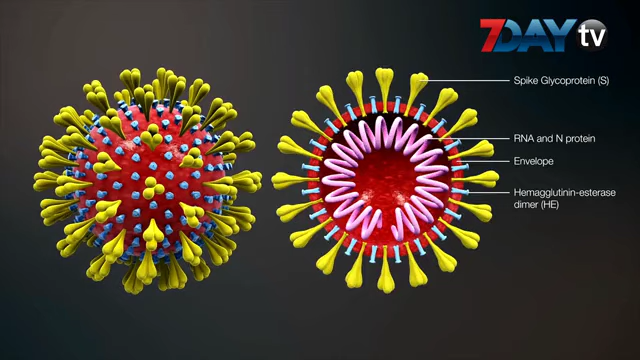 7DAY tv
Spike Glycoprotein (S)
RNA and N protein
Envelope
Hemagglutinin-esterase
dimer (HE)